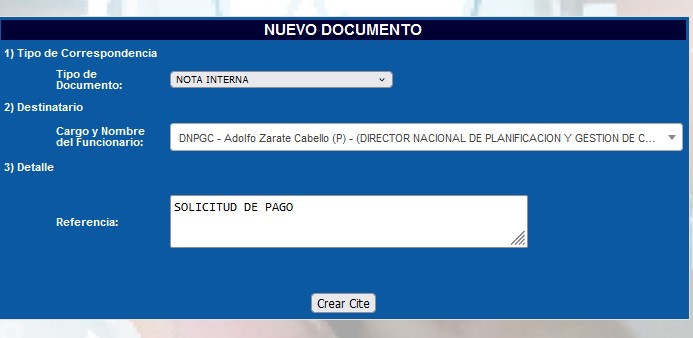 NUEVO DOCUMENTO
1) Tipo de Correspondencia
Tipo de
Documento:
NOTA INTERNA
2) Destinatario
Cargo y Nombre
del Funcionario:
DNPGC - Adolfo Zarate Cabello (P) - (DIRECTOR NACIONAL DE PLANIFICACION Y GESTION DE C...
3) Detalle
Referencia:
SOLICITUD DE PAGO
Crear Cite